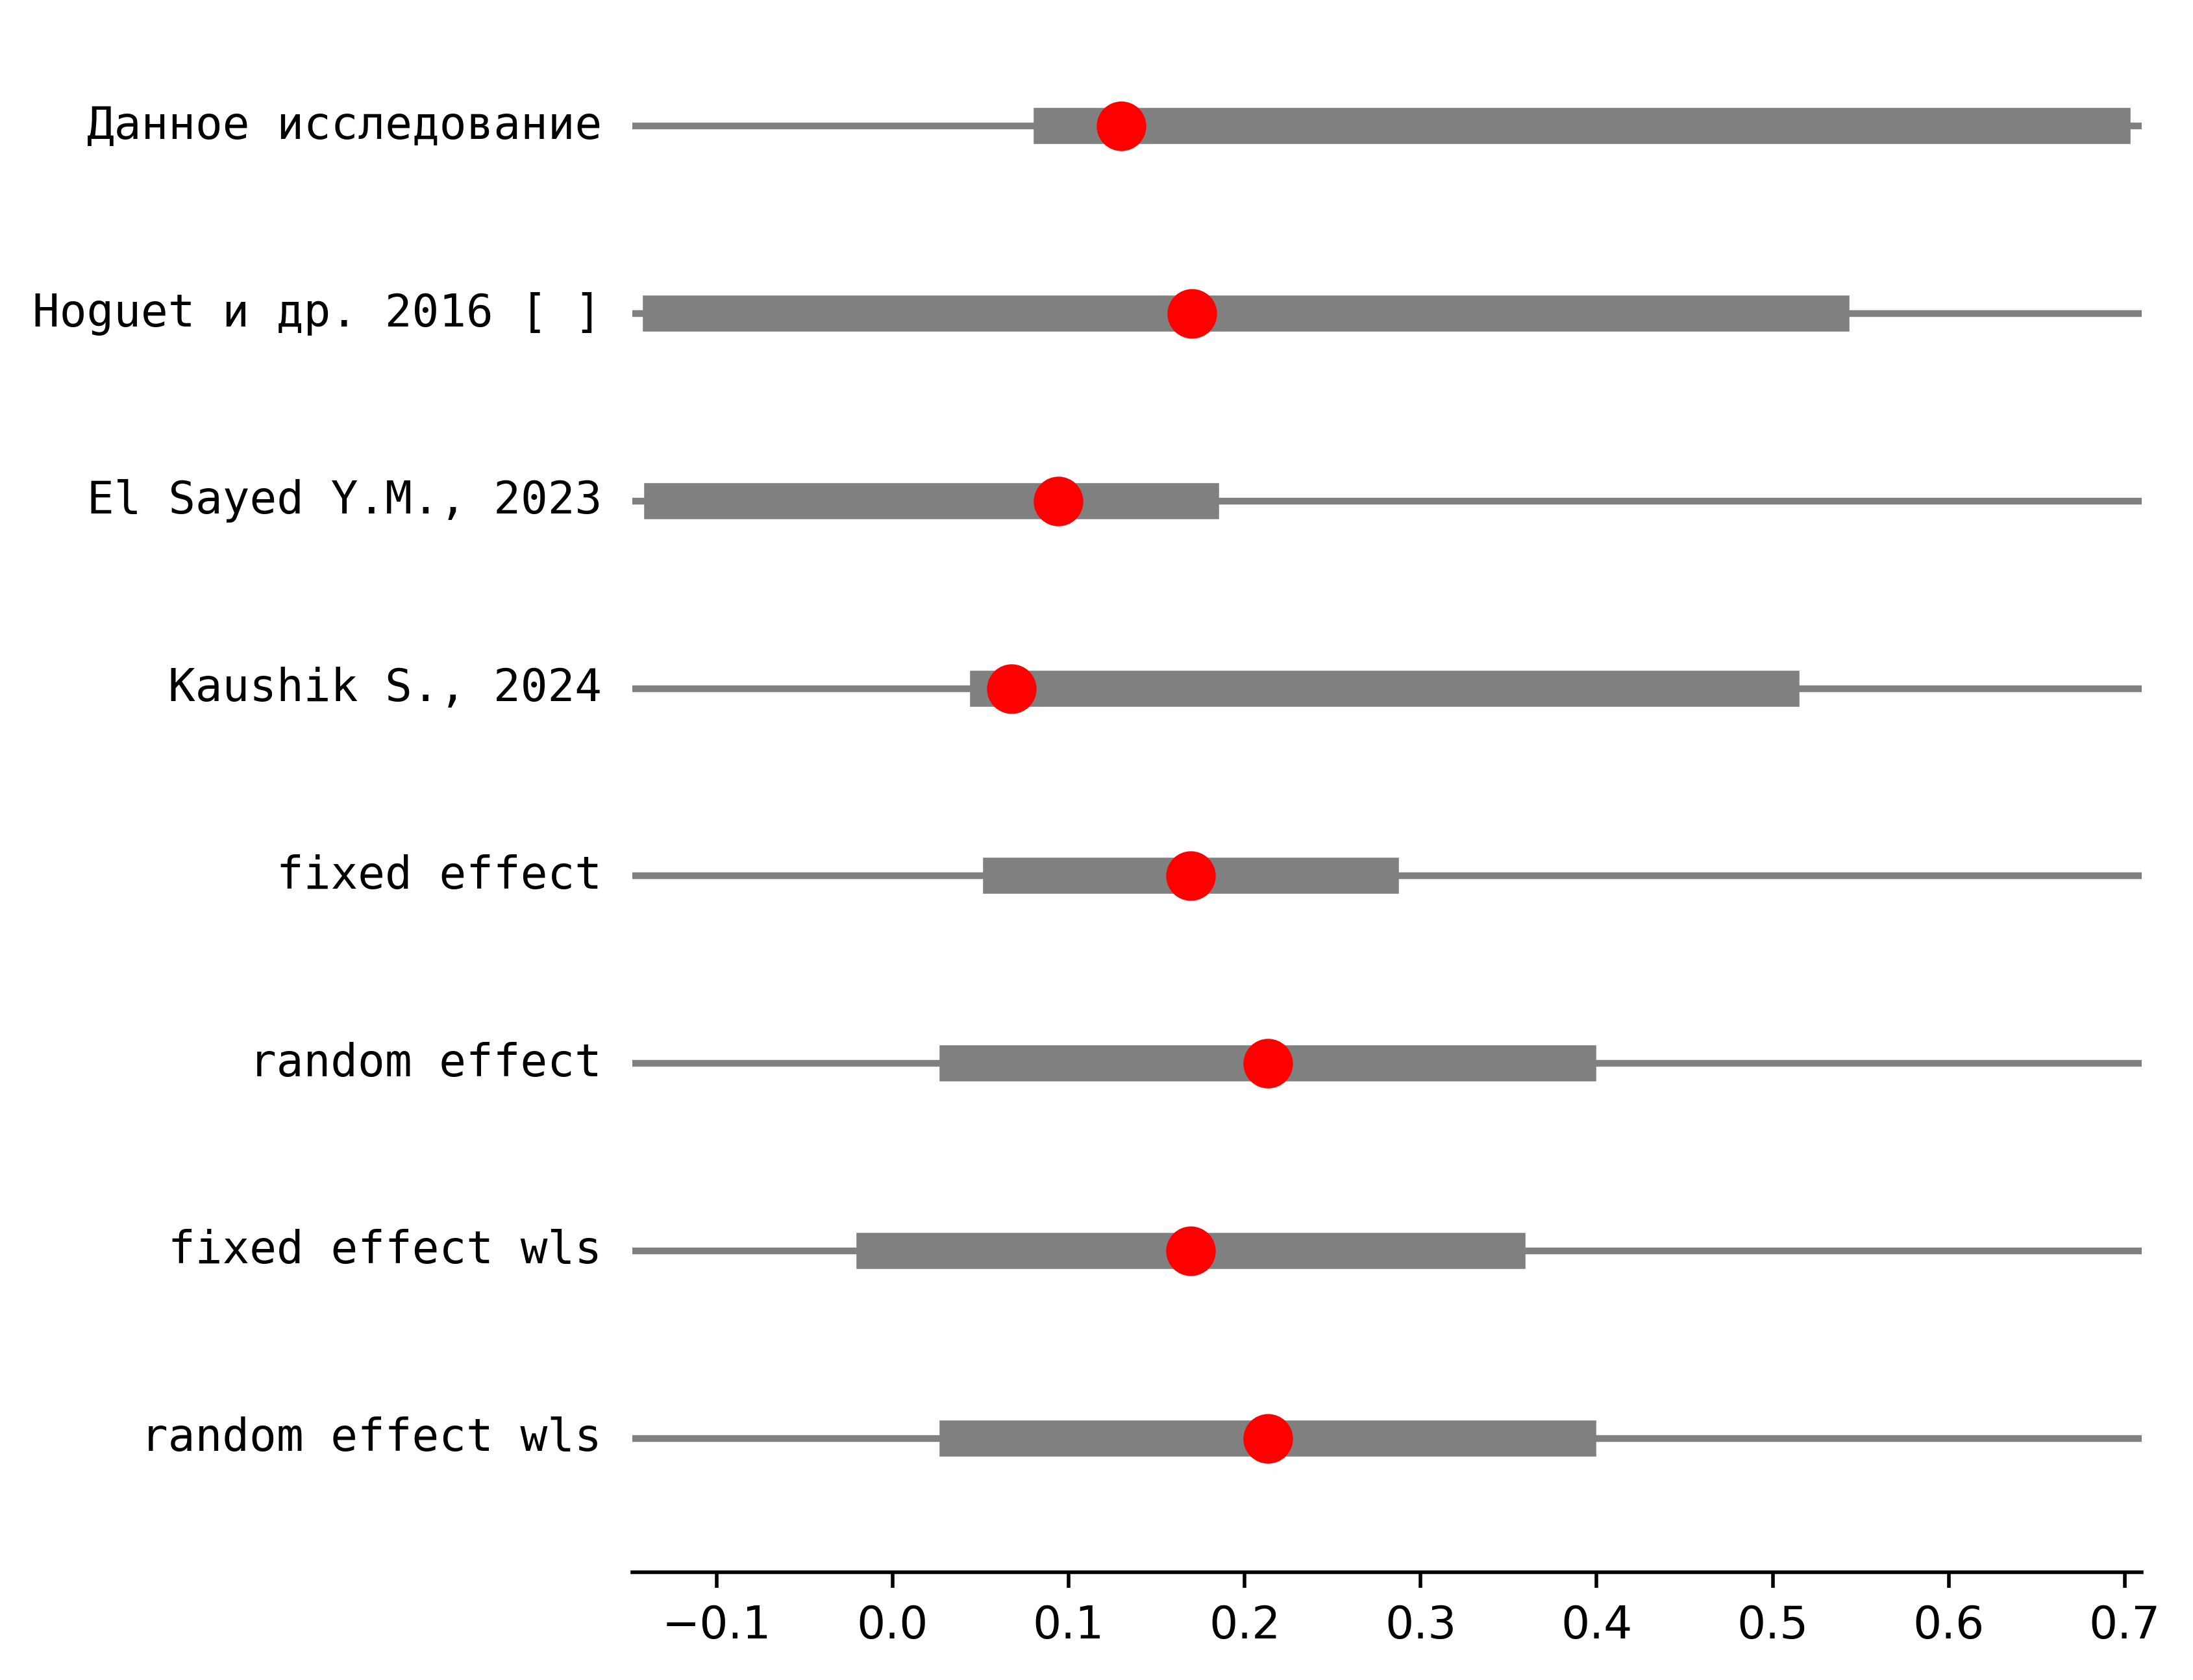 Данное исследование
Hoguet и др. 2016 [ ]
El Sayed Y.M., 2023
Kaushik S., 2024
fixed effect
random effect
fixed effect wls
random effect wls
−0.1 0.0 0.1 0.2 0.3 0.4 0.5 0.6 0.7